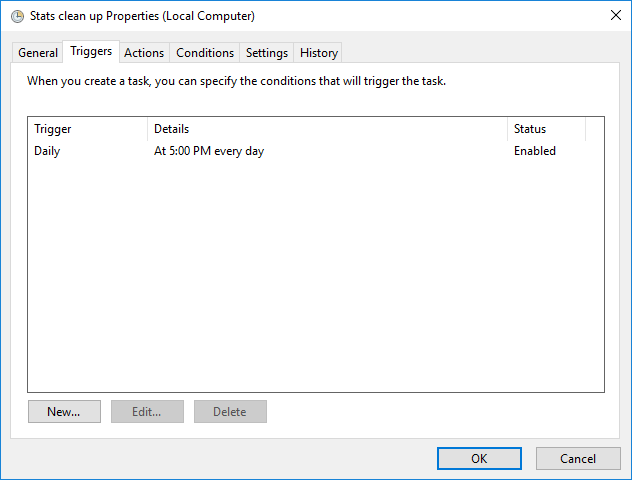 Stats clean up Properties (Local Computer)
General Triggers Actions Conditions Settings History
When you create a task, you can specify the conditions that will trigger the task.
Trigger Details Status
Daily At 5:00 PM every day Enabled
New... Edit... Delete
OK Cancel